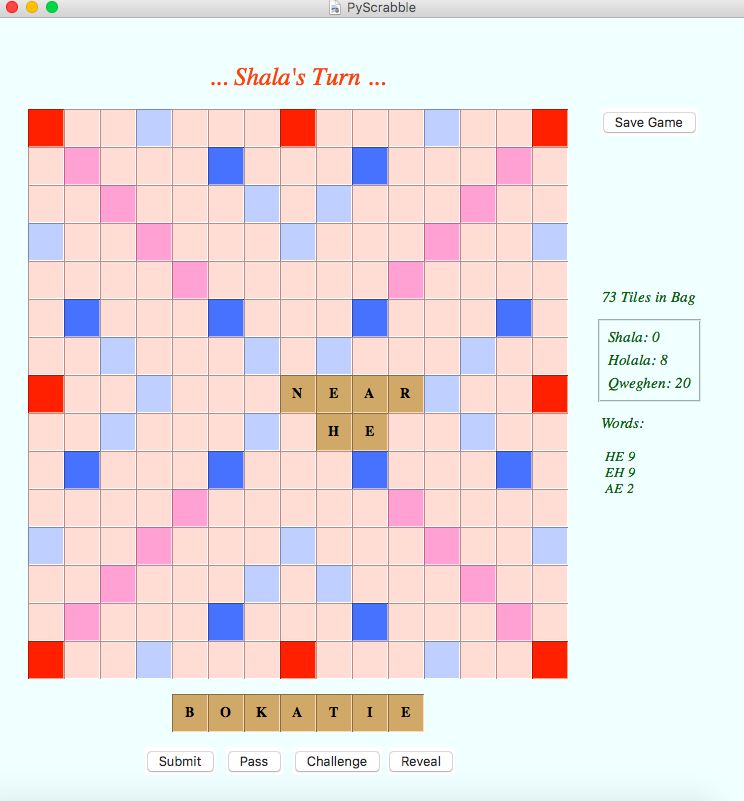 PyScrabble
... Shala's Turn ...
Save Game
73 Tiles in Bag
Shala: 0
Holala: 8
Qweghen: 20
Words:
HE 9
EH 9
AE 2
N E A R
H E
B O K A T I E
Submit Pass Challenge Reveal